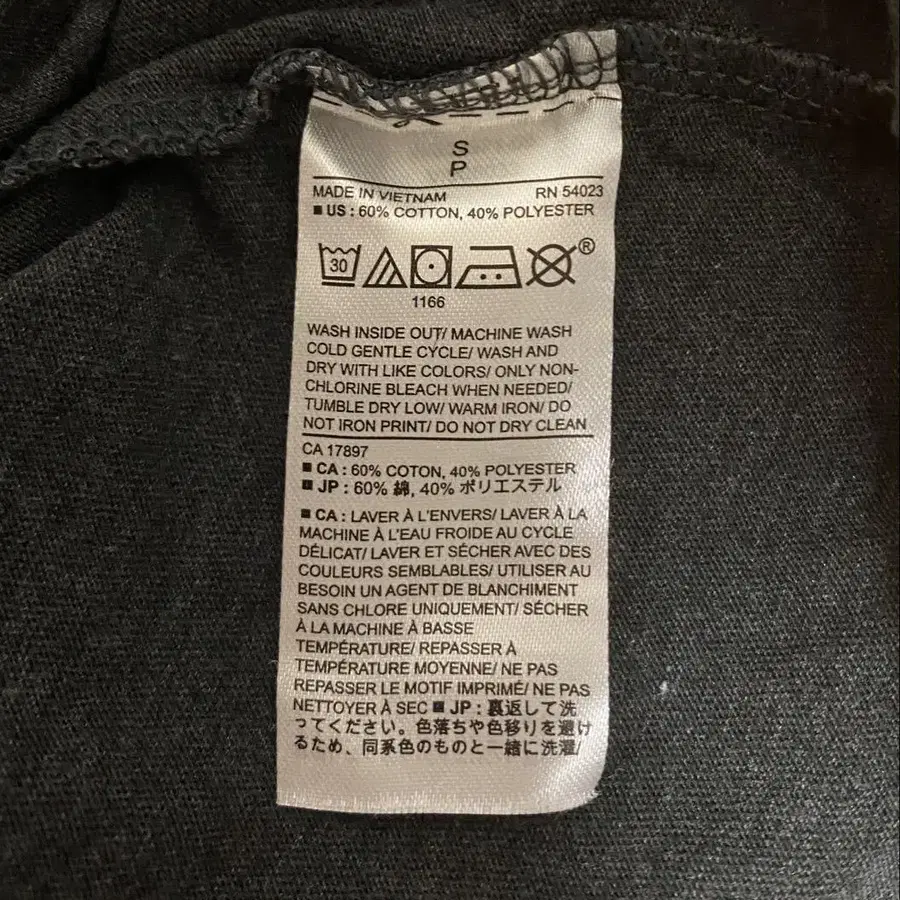 S
P
MADE IN VIETNAM RN 54023
■ US : 60% COTTON, 40% POLYESTER
30 ®
1166
WASH INSIDE OUT/ MACHINE WASH
COLD GENTLE CYCLE/ WASH AND
DRY WITH LIKE COLORS/ ONLY NON-
CHLORINE BLEACH WHEN NEEDED/
TUMBLE DRY LOW/ WARM IRON/ DO
NOT IRON PRINT/ DO NOT DRY CLEAN
CA 17897
■ CA : 60% COTON, 40% POLYESTER
■ JP : 60% 綿, 40% ポリエステル
■ CA : LAVER À L'ENVERS/ LAVER À LA
MACHINE À L'EAU FROIDE AU CYCLE
DÉLICAT/ LAVER ET SÉCHER AVEC DES
COULEURS SEMBLABLES/ UTILISER AU
BESOIN UN AGENT DE BLANCHIMENT
SANS CHLORE UNIQUEMENT/ SÉCHER
À LA MACHINE À BASSE
TEMPÉRATURE/ REPASSER À
TEMPÉRATURE MOYENNE/ NE PAS
REPASSER LE MOTIF IMPRIMÉ/ NE PAS
NETTOYER À SEC ■ JP : 裏返して洗
ってください。色落ちや色移りを避け
るため、同系色のものと一緒に洗濯/